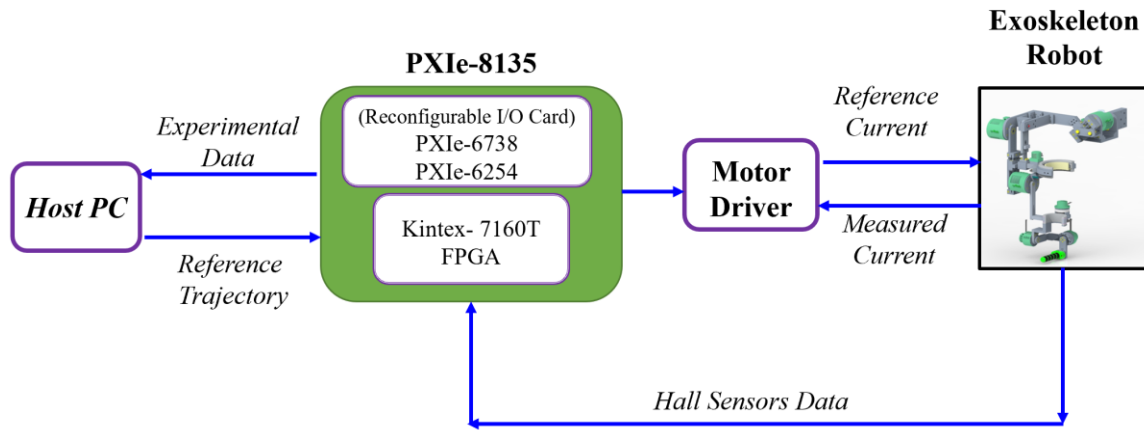 Exoskeleton
Robot
PXIe-8135
(Reconfigurable I/O Card)
PXIe-6738
PXIe-6254
Kintex- 7160T
FPGA
Experimental
Data
Host PC
Reference
Trajectory
Motor
Driver
Reference
Current
Measured
Current
Hall Sensors Data